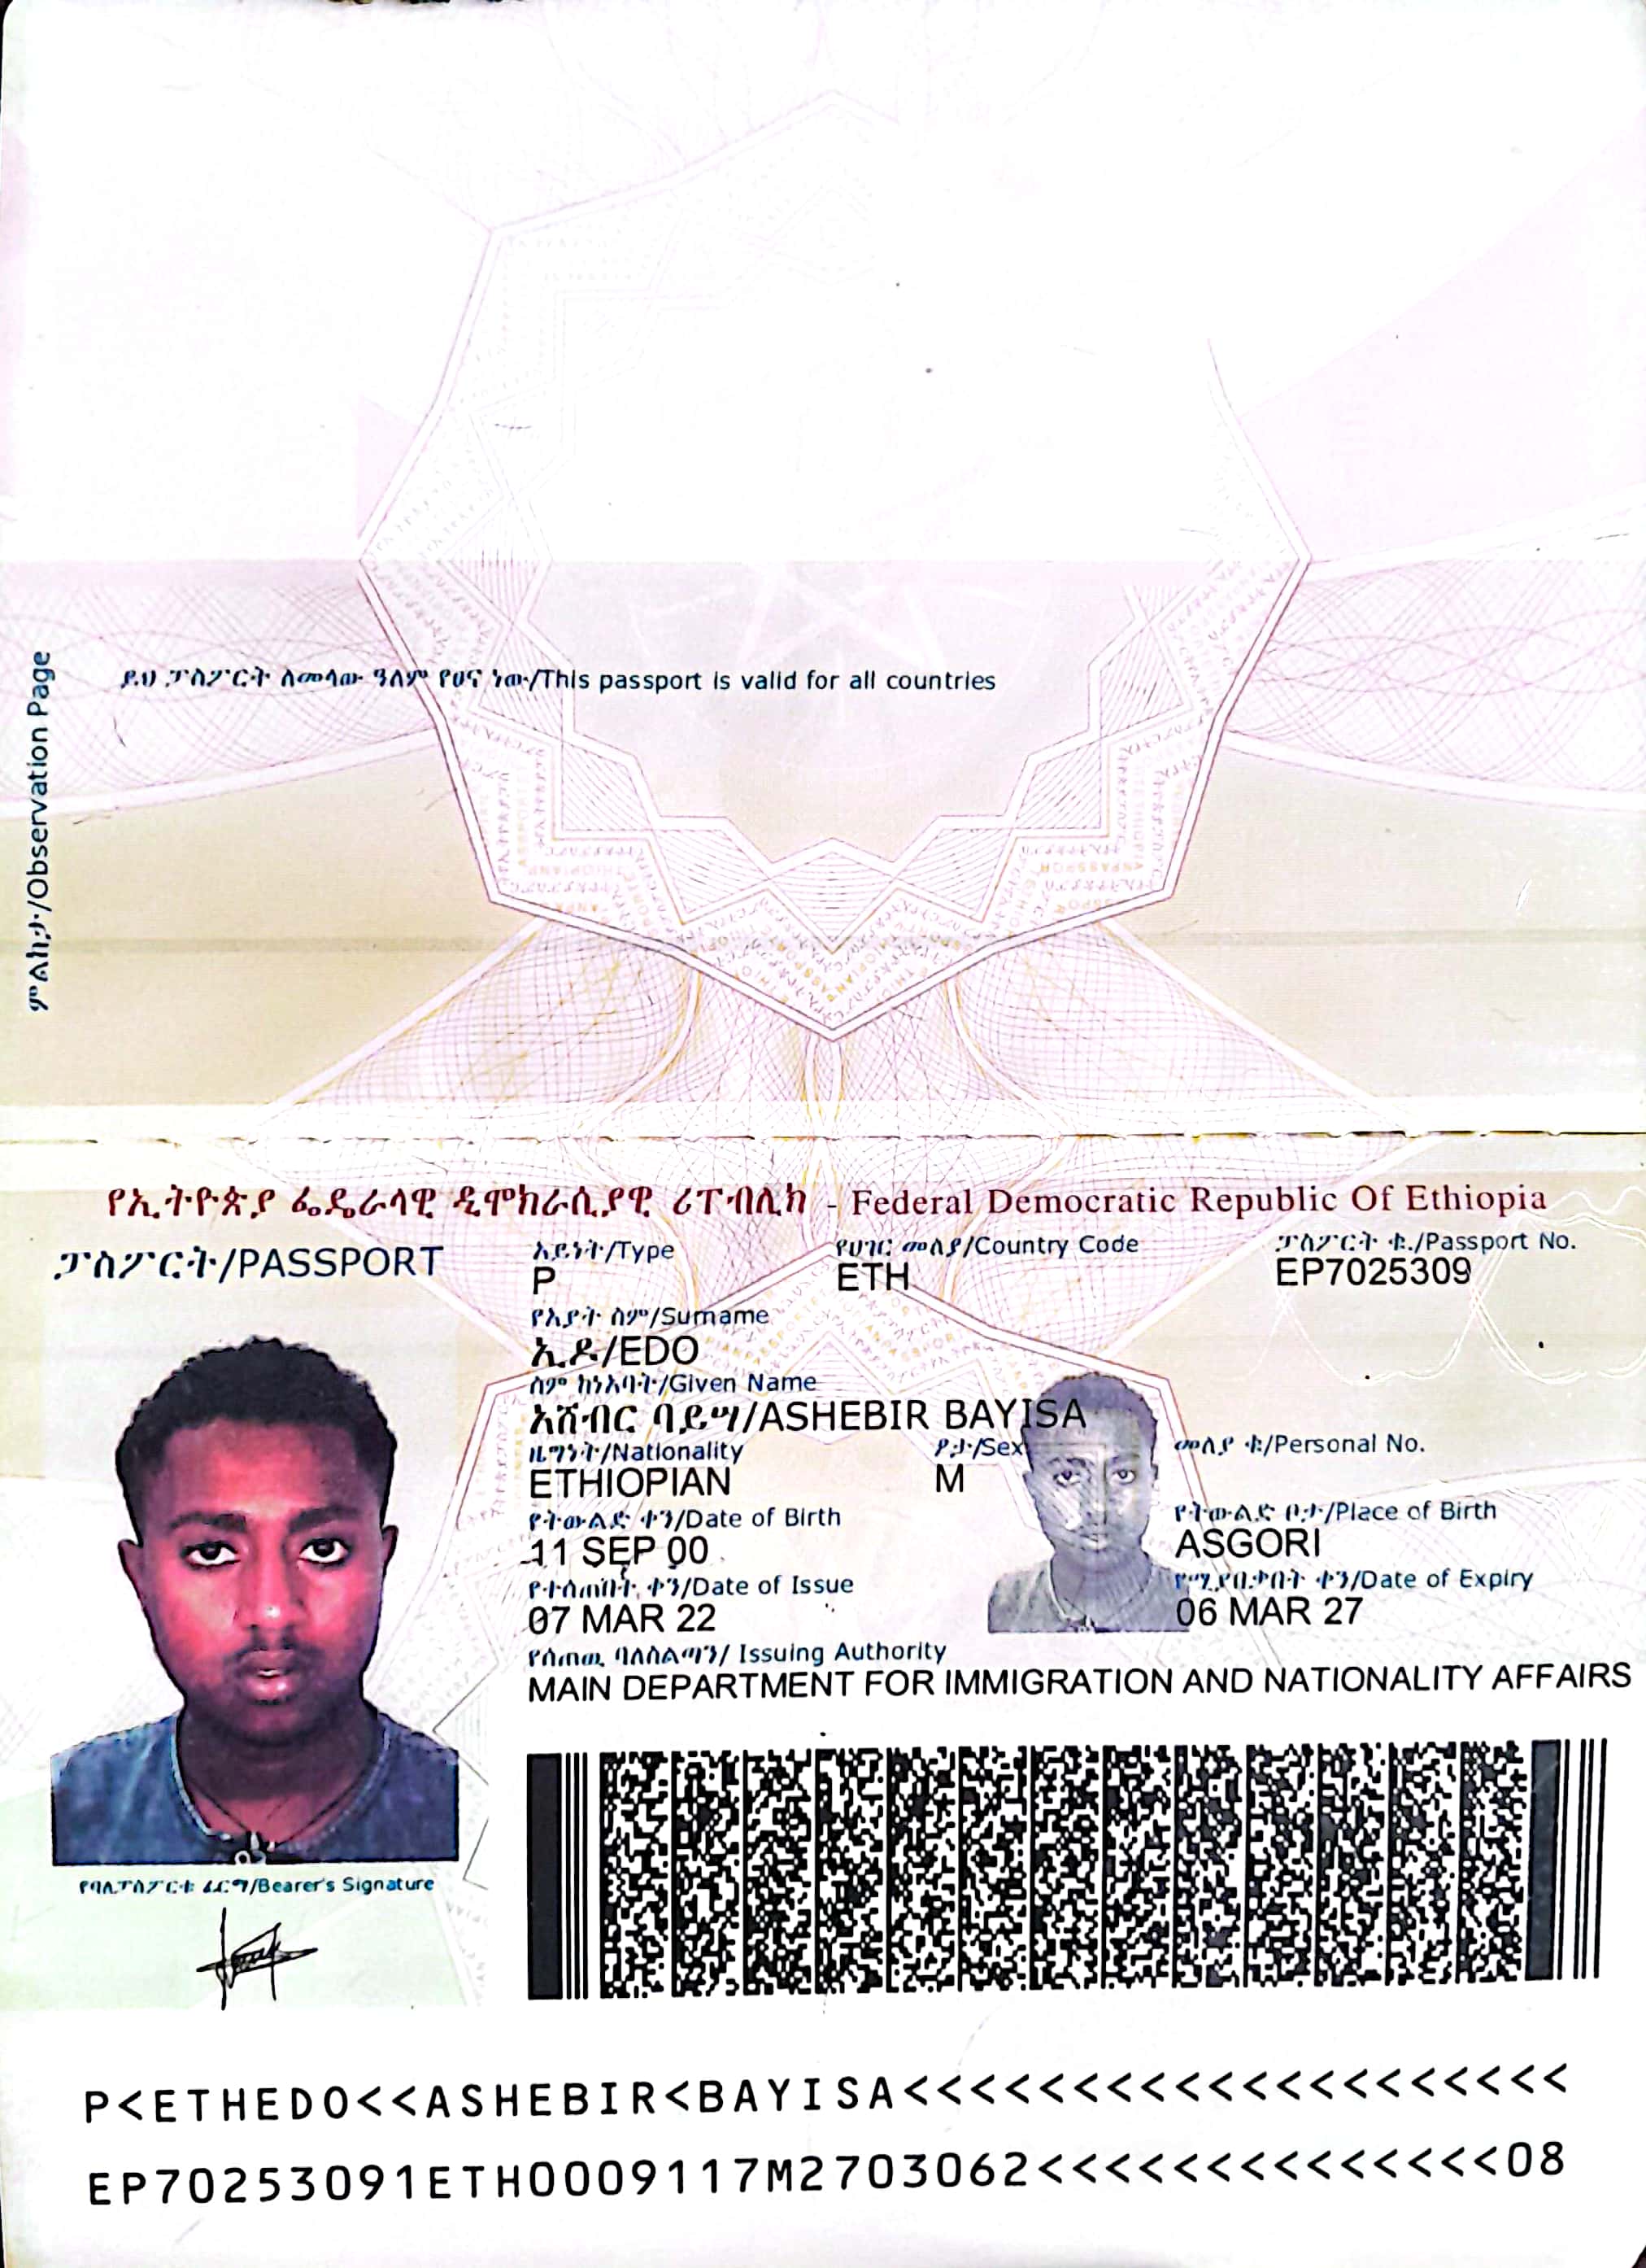 ምልከታ/Observation Page
ይህ ፓስፖርት ለመላው ዓለም የፀና ነው/This passport is valid for all countries
የኢትዮጵያ ፌዴራላዊ ዲሞክራሲያዊ ሪፐብሊክ - Federal Democratic Republic Of Ethiopia
ፓስፖርት/PASSPORT
አይነት/Type
P
የሀገር መለያ/Country Code
ETH
ፓስፖርት ቁ./Passport No.
EP7025309
የአያት ስም/Surname
ኢዶ/EDO
ስም ከነአባት/Given Name
አሸብር ባይሣ/ASHEBIR BAYISA
ዜግነት/Nationality
ETHIOPIAN
ፆታ/Sex
M
መለያ ቁ/Personal No.
የትውልድ ቀን/Date of Birth
11 SEP 00
የትውልድ ቦታ/Place of Birth
ASGORI
የተሰጠበት ቀን/Date of Issue
07 MAR 22
የሚያበቃበት ቀን/Date of Expiry
06 MAR 27
የሰጠዉ ባለስልጣን/ Issuing Authority
MAIN DEPARTMENT FOR IMMIGRATION AND NATIONALITY AFFAIRS
የባለፓስፖርቱ ፊርማ/Bearer's Signature
P<ETHEDO<<ASHEBIR<BAYISA<<<<<<<<<<<<<<<<<<<<
EP70253091ETH0009117M2703062<<<<<<<<<<<<<<08